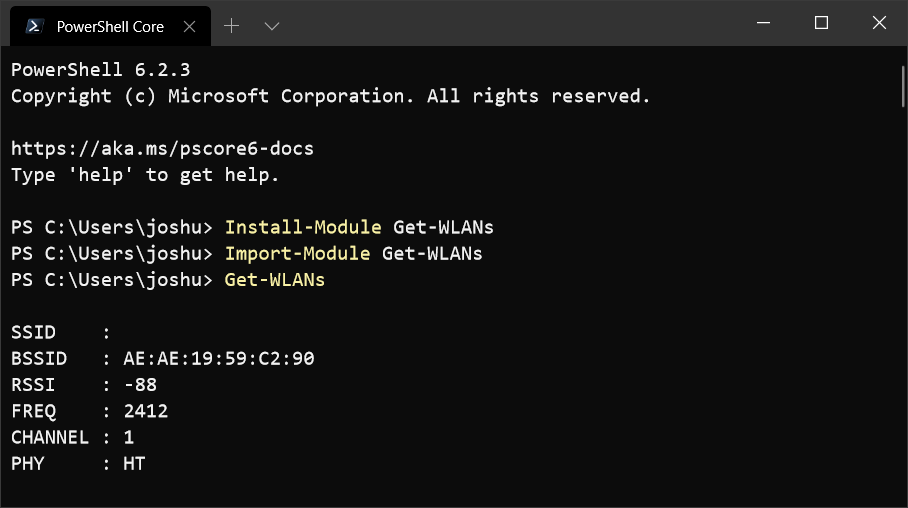 PowerShell Core
PowerShell 6.2.3
Copyright (c) Microsoft Corporation. All rights reserved.
https://aka.ms/pscore6-docs
Type 'help' to get help.
PS C:\Users\joshu> Install-Module Get-WLANs
PS C:\Users\joshu> Import-Module Get-WLANs
PS C:\Users\joshu> Get-WLANs
SSID    :
BSSID   : AE:AE:19:59:C2:90
RSSI    : -88
FREQ    : 2412
CHANNEL : 1
PHY     : HT